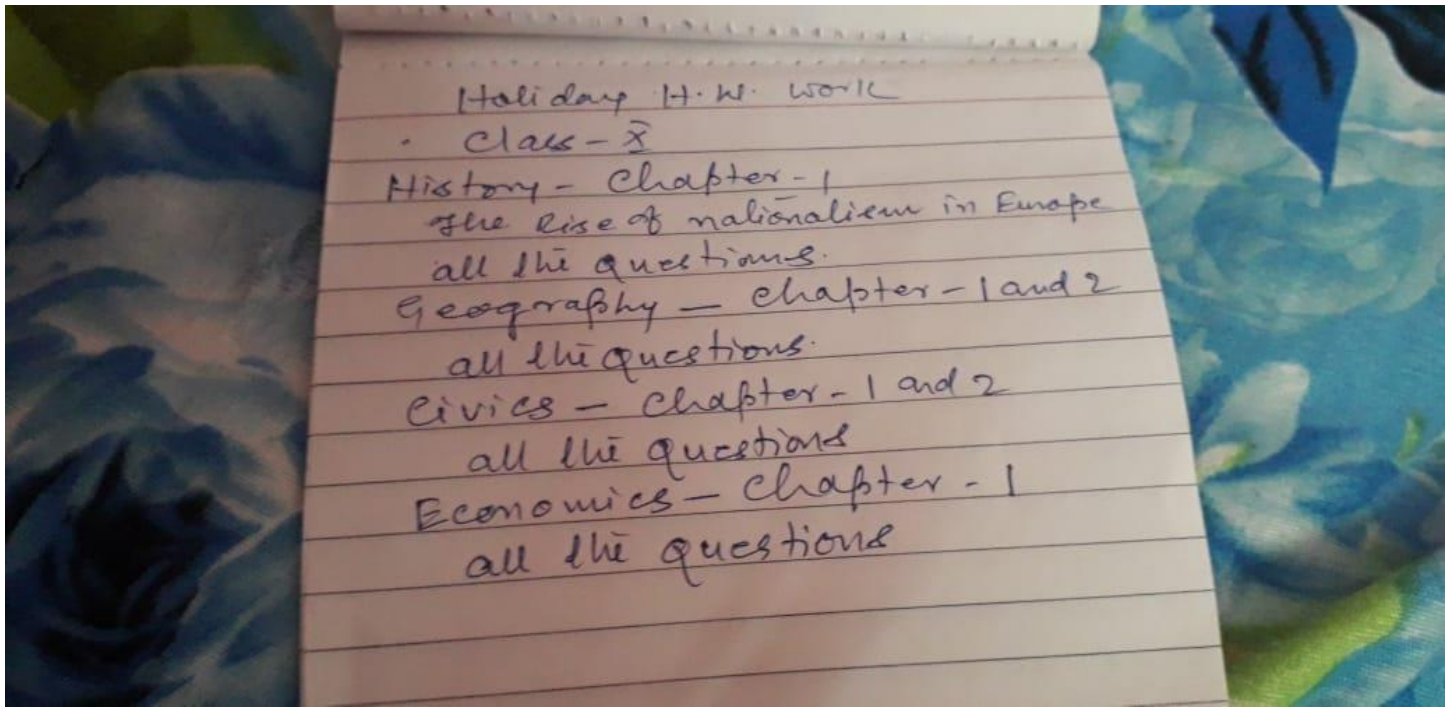 Holiday H.W. work
. Class - X
History - Chapter - 1
The Rise of nationalism in Europe
all the questions.
Geography - Chapter - 1 and 2
all the questions.
Civics - Chapter - 1 and 2
all the questions
Economics - Chapter - 1
all the questions